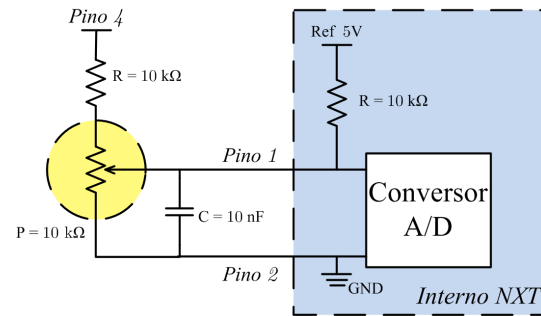 Pino 4
Ref 5V
R = 10 kΩ
R = 10 kΩ
Pino 1
Conversor
A/D
C = 10 nF
P = 10 kΩ
Pino 2
GND
Interno NXT